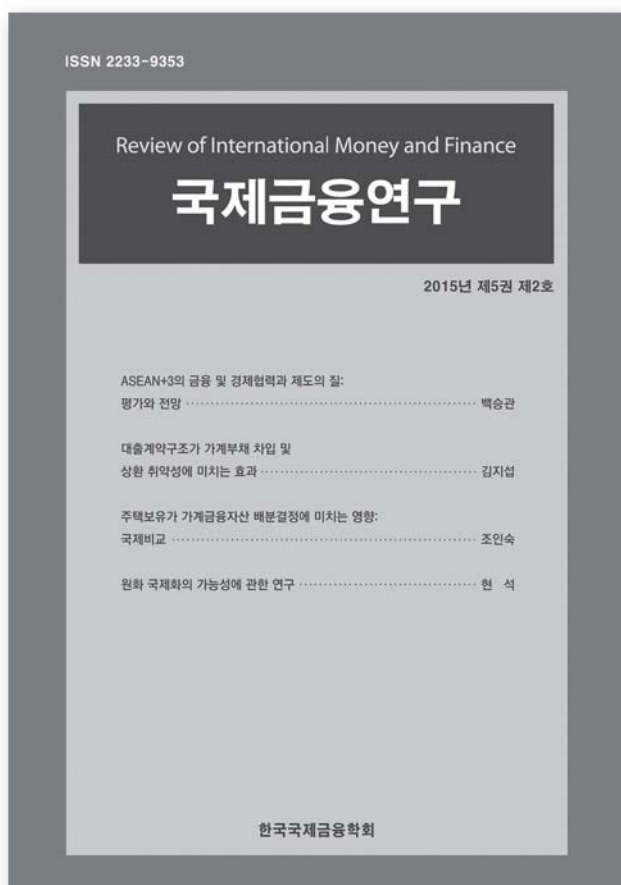 ISSN 2233-9353
Review of International Money and Finance
국제금융연구
2015년 제5권 제2호
ASEAN+3의 금융 및 경제협력과 제도의 질:
평가와 전망 ························································ 백승관
대출계약구조가 가계부채 차입 및
상환 취약성에 미치는 효과 ·········································· 김지섭
주택보유가 가계금융자산 배분결정에 미치는 영향:
국제비교 ··························································· 조인숙
원화 국제화의 가능성에 관한 연구 ·································· 현 석
한국국제금융학회